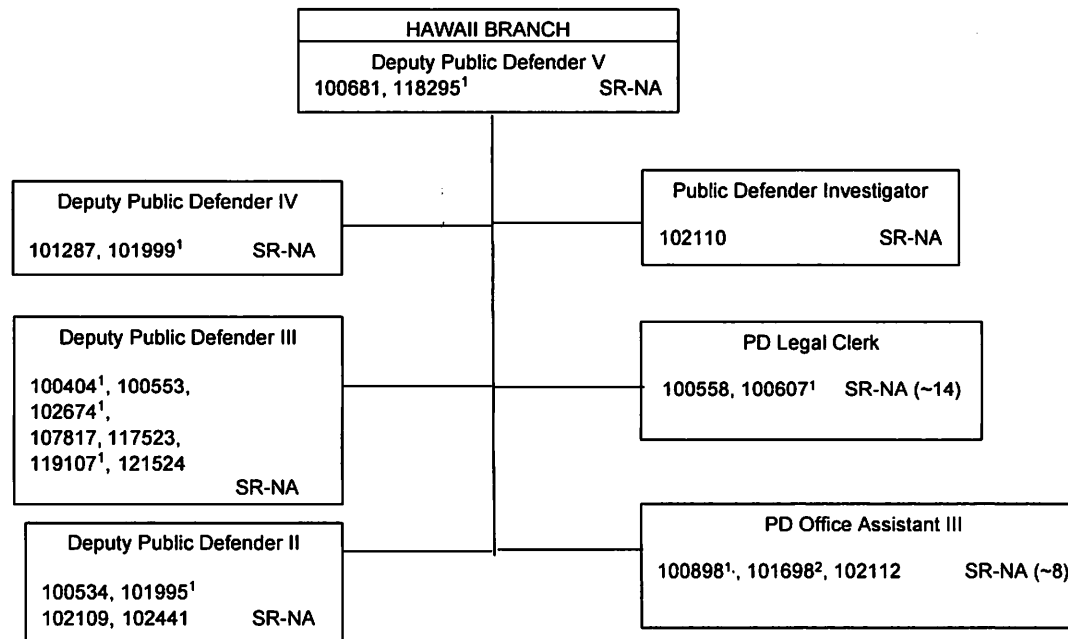 HAWAII BRANCH
Deputy Public Defender V
100681, 118295¹ SR-NA
Deputy Public Defender IV
101287, 101999¹ SR-NA
Public Defender Investigator
102110 SR-NA
Deputy Public Defender III
100404¹, 100553,
102674¹,
107817, 117523,
119107¹, 121524
SR-NA
PD Legal Clerk
100558, 100607¹ SR-NA (~14)
Deputy Public Defender II
100534, 101995¹
102109, 102441 SR-NA
PD Office Assistant III
100898¹·, 101698², 102112 SR-NA (~8)